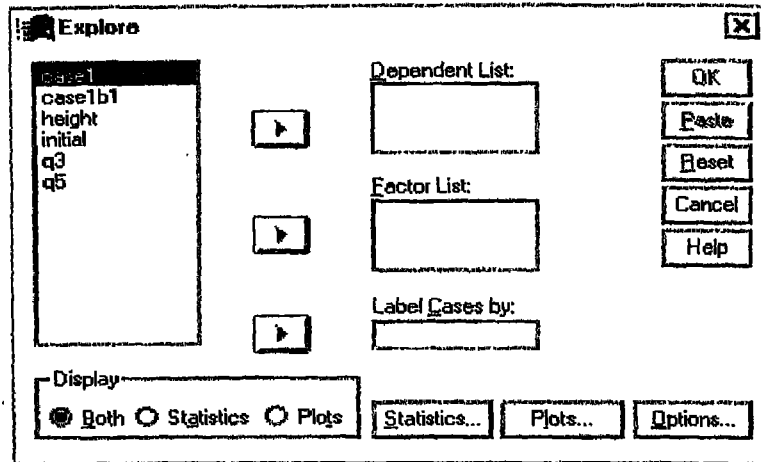 Explore
case1
case1b1
height
initial
q3
q5
Dependent List:
Factor List:
Label Cases by:
OK
Paste
Reset
Cancel
Help
Display
Both Statistics Plots
Statistics... Plots... Options...